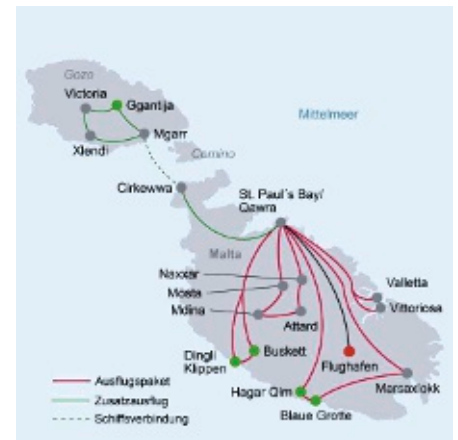 Gozo
Victoria
Ggantija
Mittelmeer
Mgarr
Xlendi
Comino
Cirkewwa
St. Paul´s Bay/
Qawra
Malta
Naxxar
Mosta
Mdina
Valletta
Vittoriosa
Attard
Dingli
Klippen
Buskett
Flughafen
Marsaxlokk
Hagar Qim
Blaue Grotte
Ausflugspaket
Zusatzausflug
Schiffsverbindung